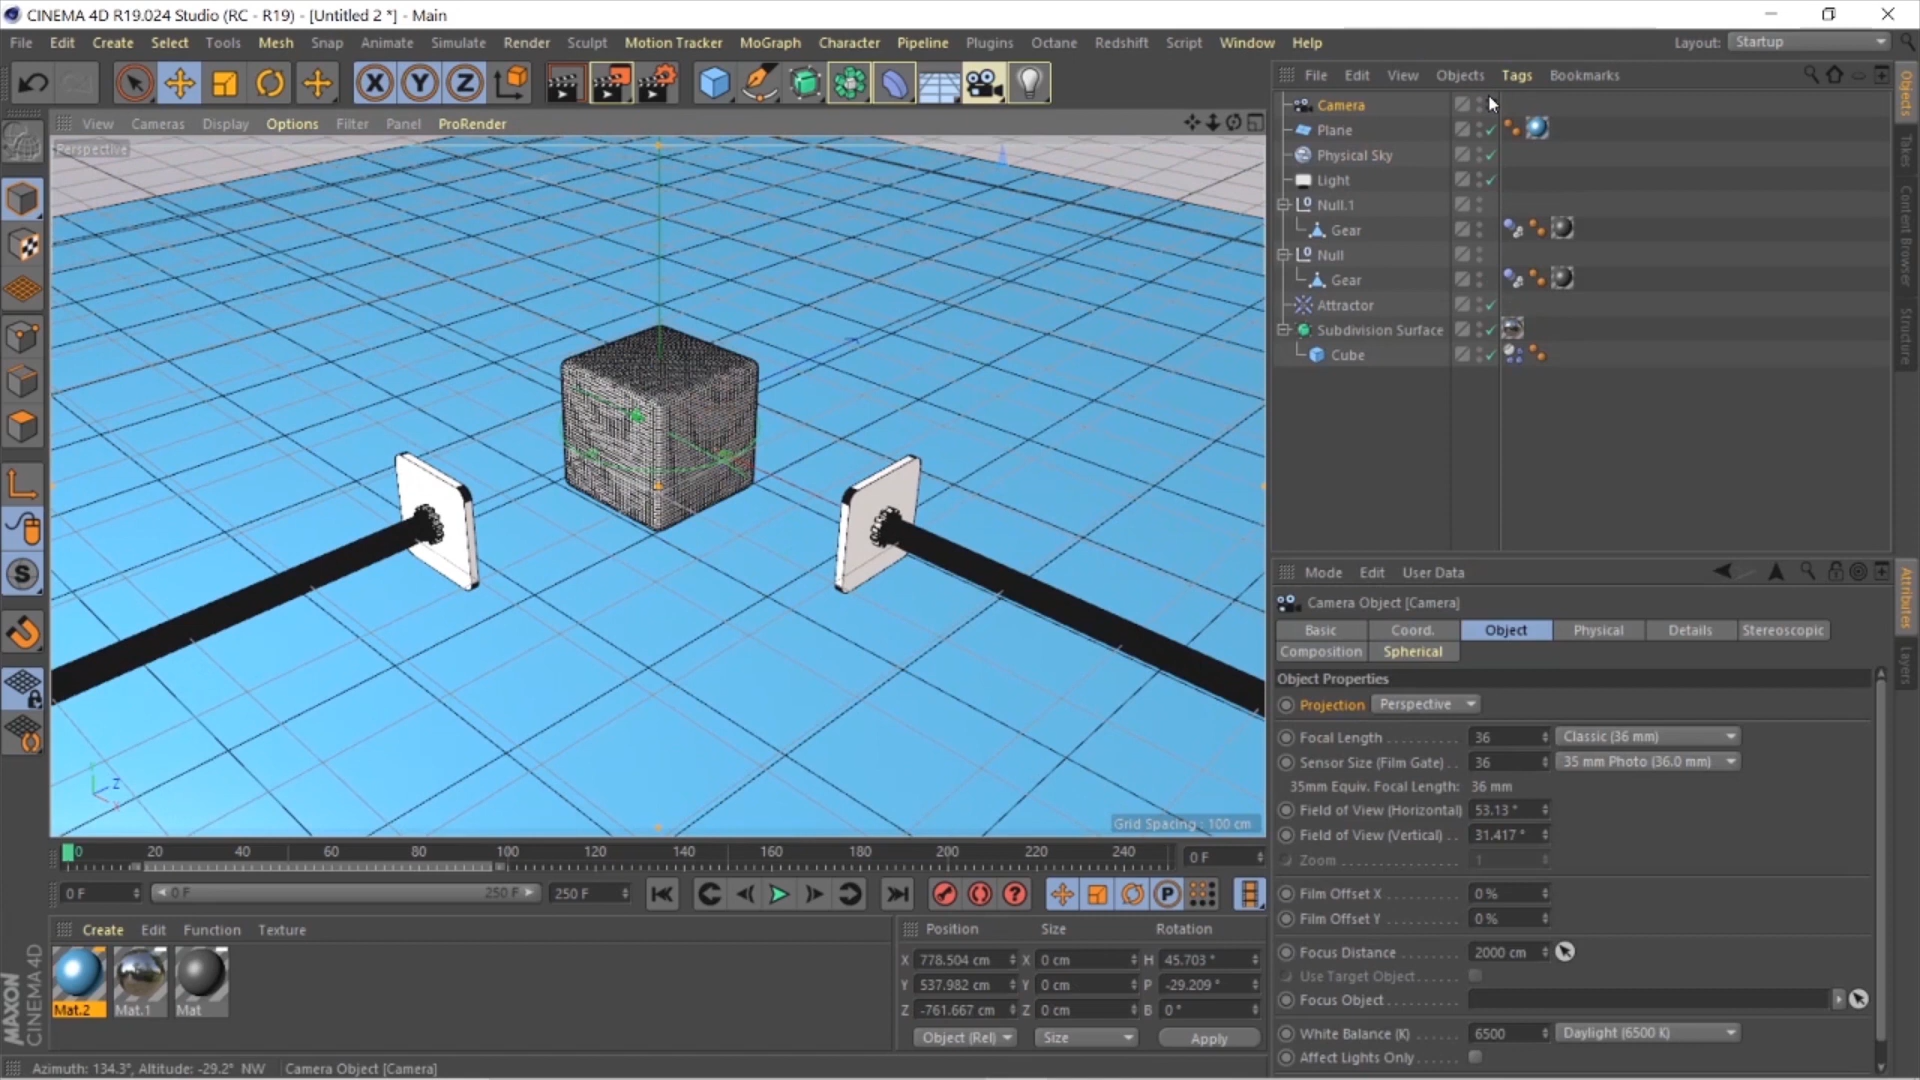 CINEMA 4D R19.024 Studio (RC - R19) - [Untitled 2 *] - Main
File Edit Create Select Tools Mesh Snap Animate Simulate Render Sculpt Motion Tracker MoGraph Character Pipeline Plugins Octane Redshift Script Window Help
Layout: Startup
File Edit View Objects Tags Bookmarks
View Cameras Display Options Filter Panel ProRender
Perspective
Camera
Plane
Physical Sky
Light
Null.1
Gear
Null
Gear
Attractor
Subdivision Surface
Cube
Objects
Takes
Content Browser
Structure
Mode Edit User Data
Camera Object [Camera]
Basic Coord. Object Physical Details Stereoscopic
Composition Spherical
Object Properties
Projection Perspective
Focal Length 36 Classic (36 mm)
Sensor Size (Film Gate) 36 35 mm Photo (36.0 mm)
35mm Equiv. Focal Length: 36 mm
Field of View (Horizontal) 53.13 °
Field of View (Vertical) 31.417 °
Zoom 1
Film Offset X 0 %
Film Offset Y 0 %
Focus Distance 2000 cm
Use Target Object
Focus Object
White Balance (K) 6500 Daylight (6500 K)
Affect Lights Only
Attributes
Layers
Grid Spacing : 100 cm
0 20 40 60 80 100 120 140 160 180 200 220 240 0 F
0 F 0 F 250 F 250 F
Create Edit Function Texture
Mat.2 Mat.1 Mat
Position Size Rotation
X 778.504 cm X 0 cm H 45.703 °
Y 537.982 cm Y 0 cm P -29.209 °
Z -761.667 cm Z 0 cm B 0 °
Object (Rel) Size Apply
MAXON
CINEMA 4D
Azimuth: 134.3°, Altitude: -29.2° NW Camera Object [Camera]